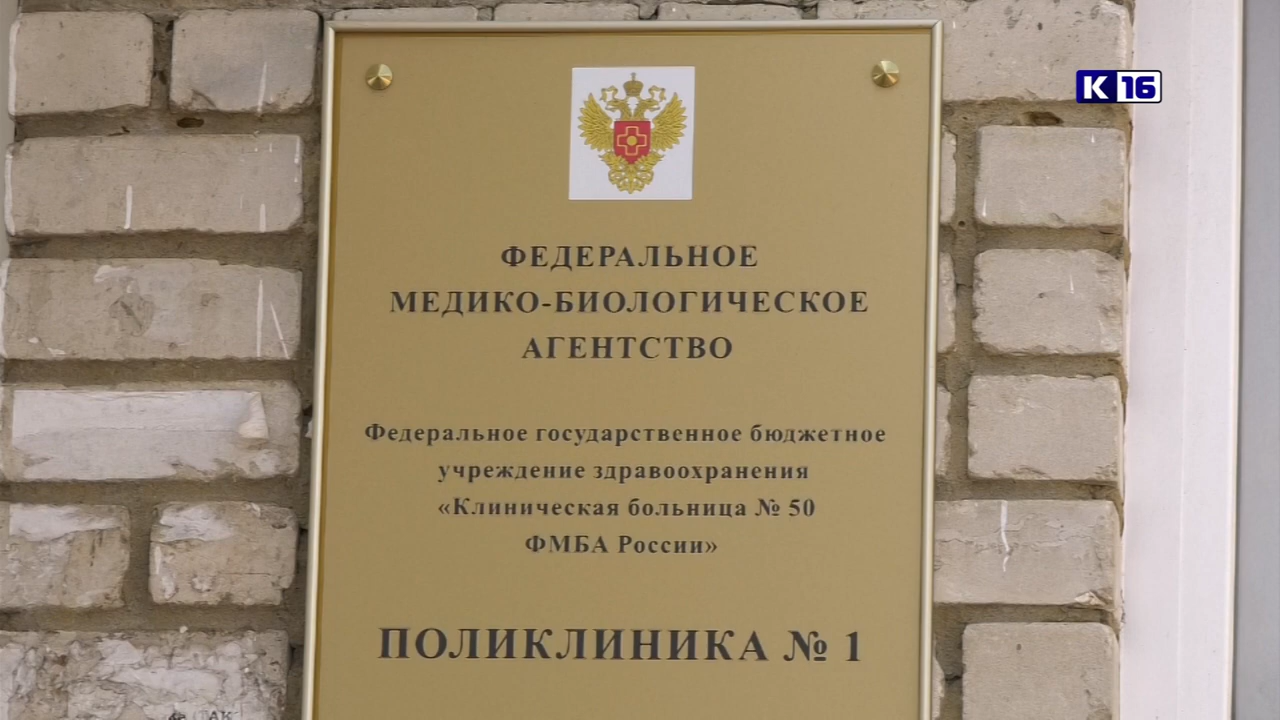 К 16
ФЕДЕРАЛЬНОЕ
МЕДИКО-БИОЛОГИЧЕСКОЕ
АГЕНТСТВО
Федеральное государственное бюджетное
учреждение здравоохранения
«Клиническая больница № 50
ФМБА России»
ПОЛИКЛИНИКА № 1